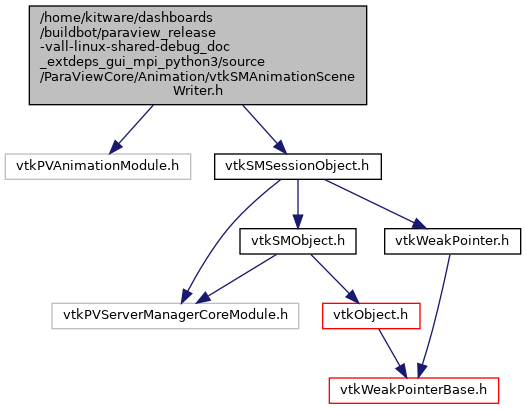 /home/kitware/dashboards
/buildbot/paraview_release
-vall-linux-shared-debug_doc
_extdeps_gui_mpi_python3/source
/ParaViewCore/Animation/vtkSMAnimationScene
Writer.h
vtkPVAnimationModule.h
vtkSMSessionObject.h
vtkSMObject.h
vtkWeakPointer.h
vtkPVServerManagerCoreModule.h
vtkObject.h
vtkWeakPointerBase.h